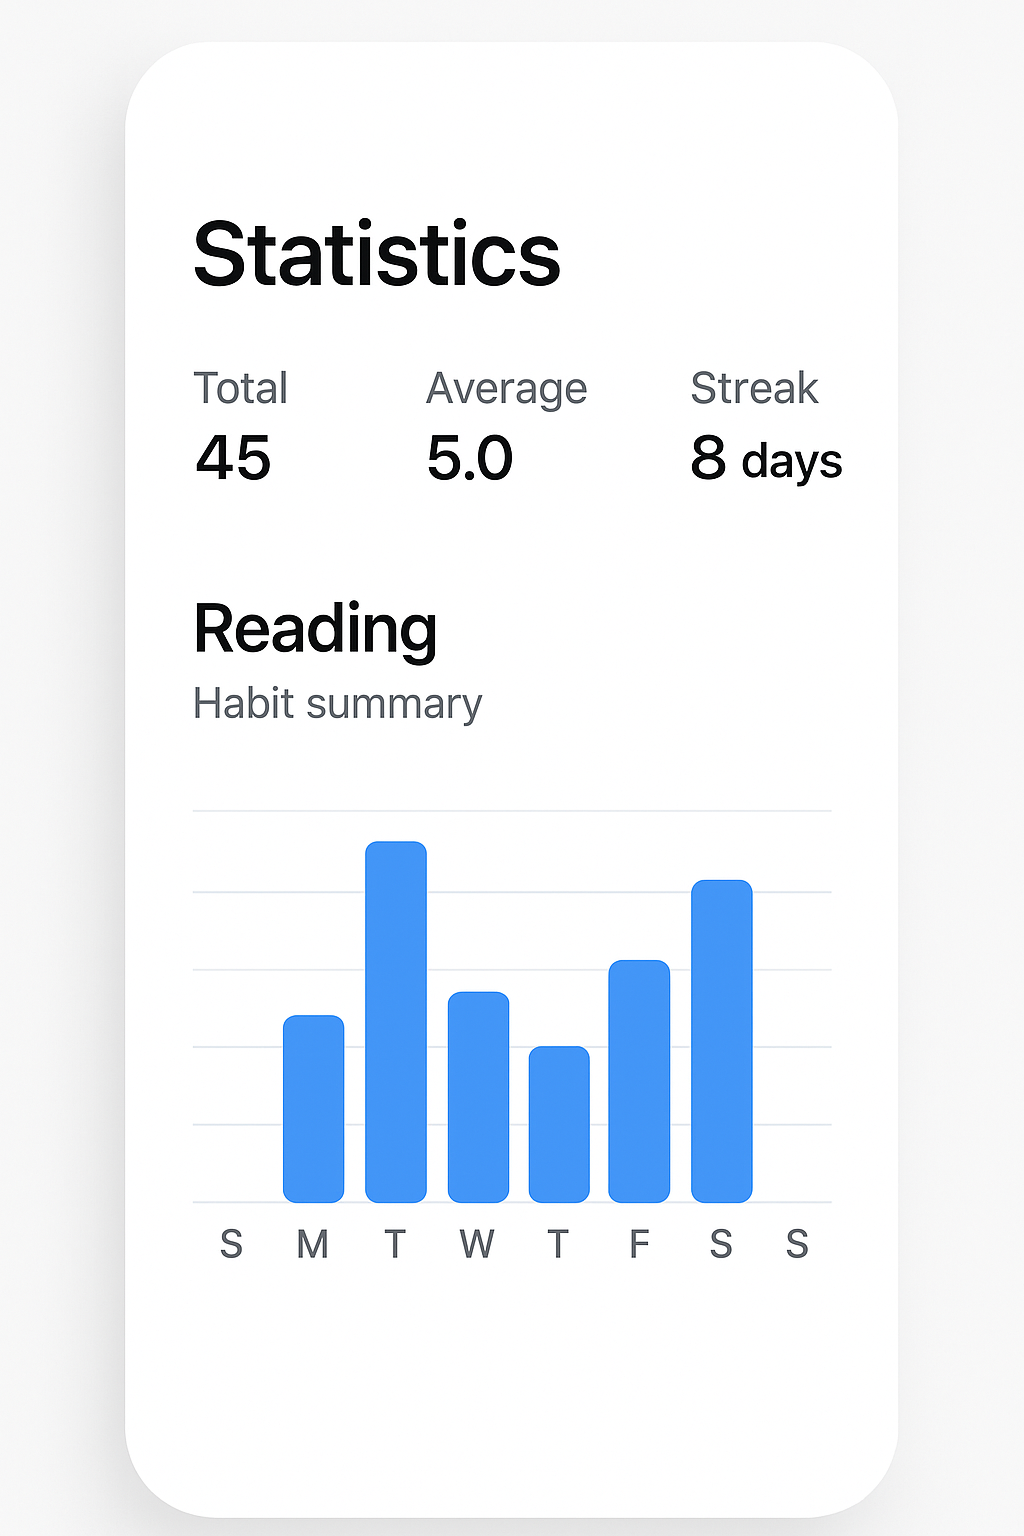 Statistics
Total Average Streak
45 5.0 8 days
Reading
Habit summary
S M T W T F S S